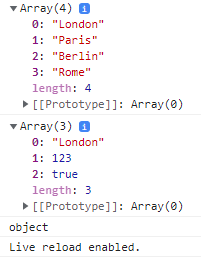 ▼ Array(4) i
0: "London"
1: "Paris"
2: "Berlin"
3: "Rome"
length: 4
▶ [[Prototype]]: Array(0)
▼ Array(3) i
0: "London"
1: 123
2: true
length: 3
▶ [[Prototype]]: Array(0)
object
Live reload enabled.